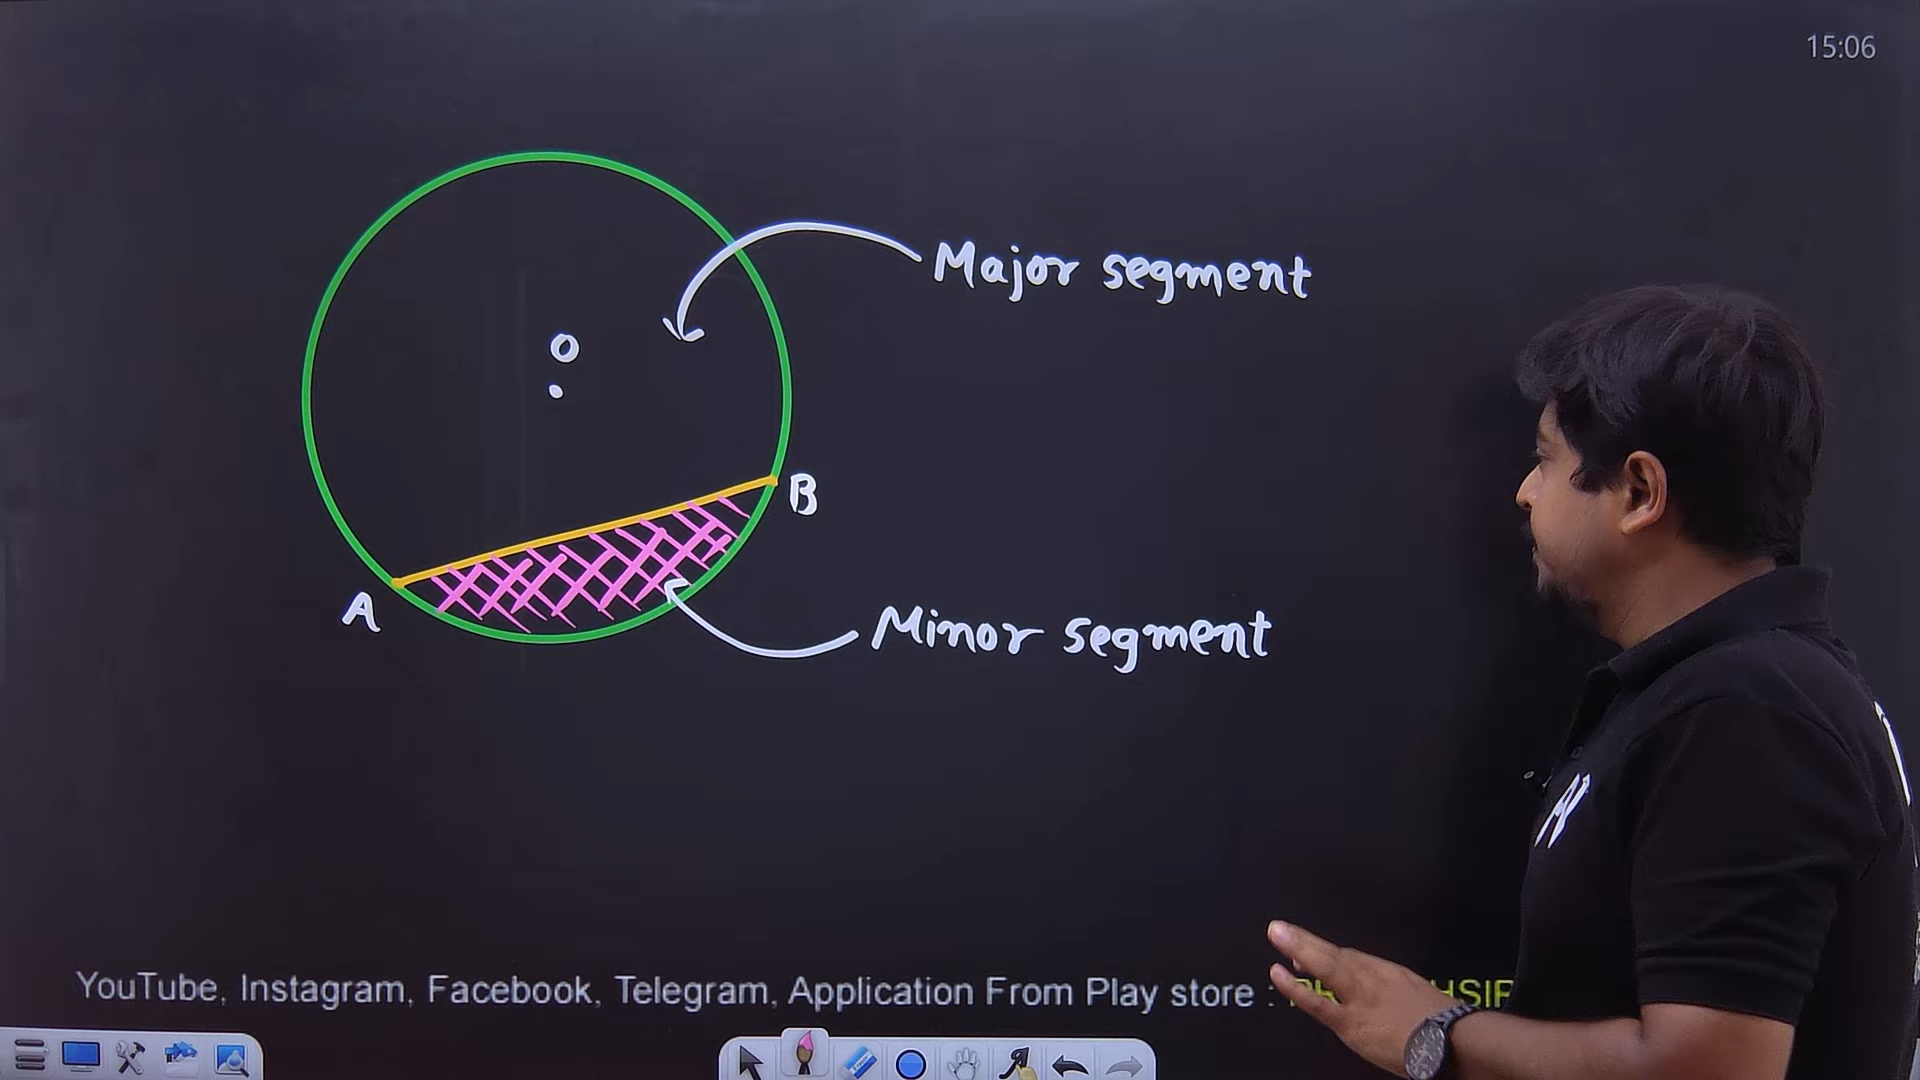 15:06
Major segment
O
B
A
Minor segment
YouTube, Instagram, Facebook, Telegram, Application From Play store :